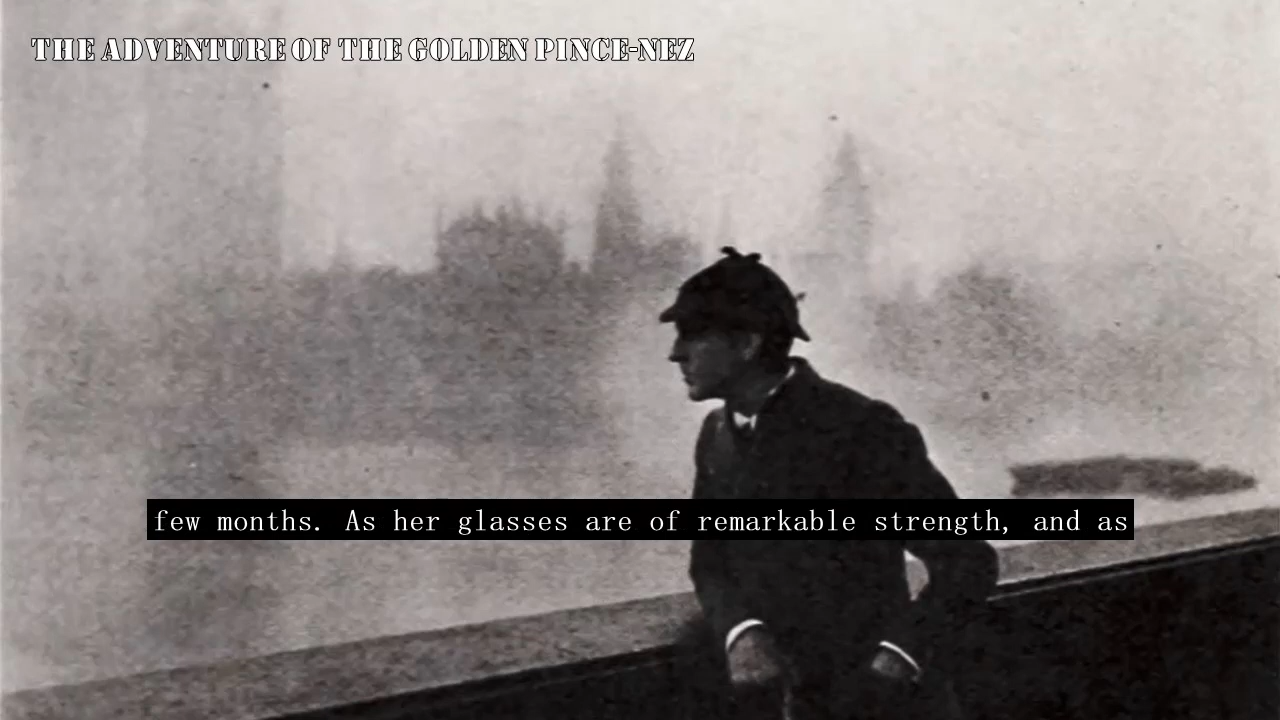 THE ADVENTURE OF THE GOLDEN PINCE-NEZ
few months. As her glasses are of remarkable strength, and as